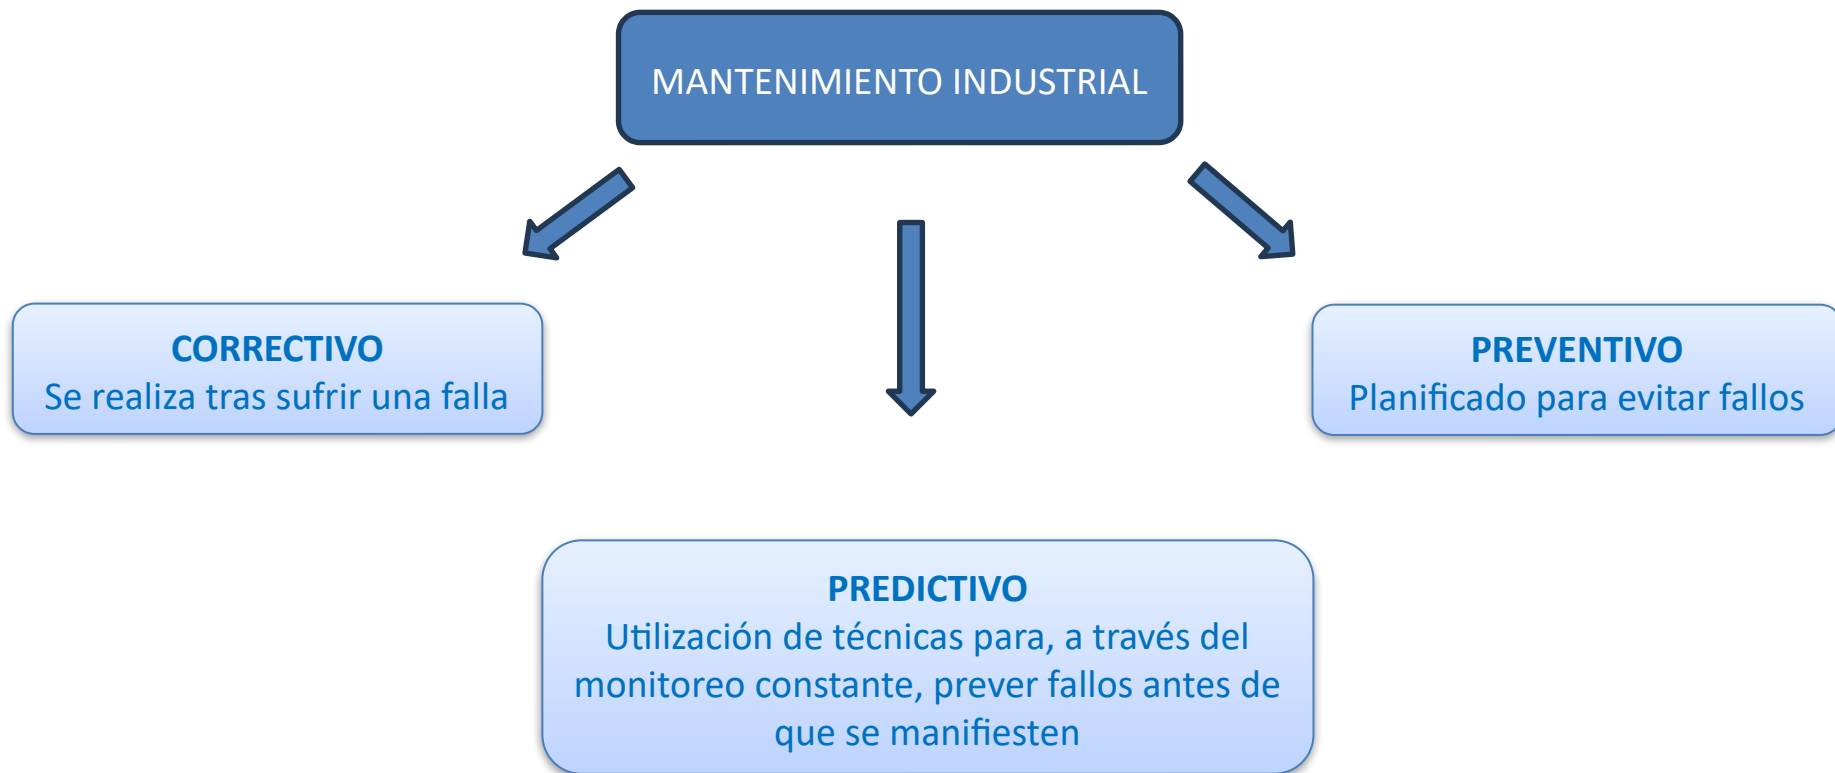 MANTENIMIENTO INDUSTRIAL
CORRECTIVO
Se realiza tras sufrir una falla
PREVENTIVO
Planificado para evitar fallos
PREDICTIVO
Utilización de técnicas para, a través del
monitoreo constante, prever fallos antes de
que se manifiesten